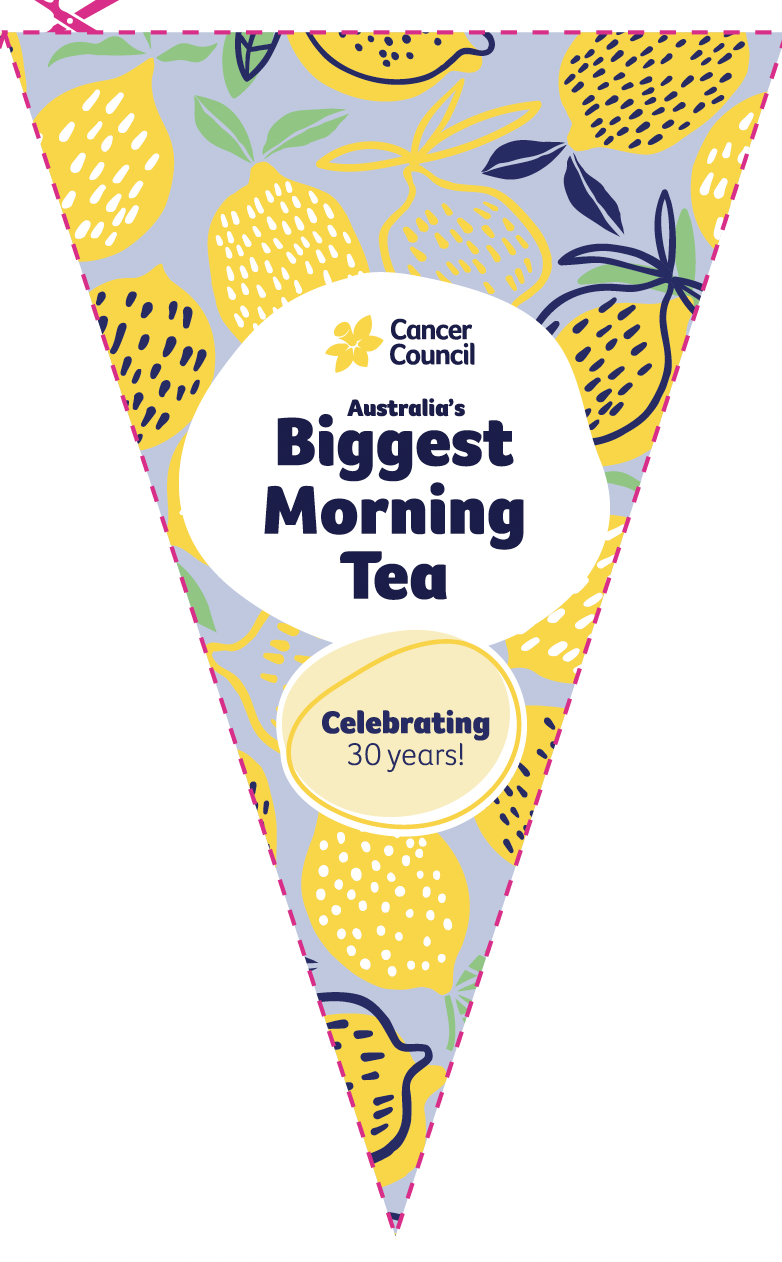 Cancer
Council
Australia's
Biggest
Morning
Tea
Celebrating
30 years!